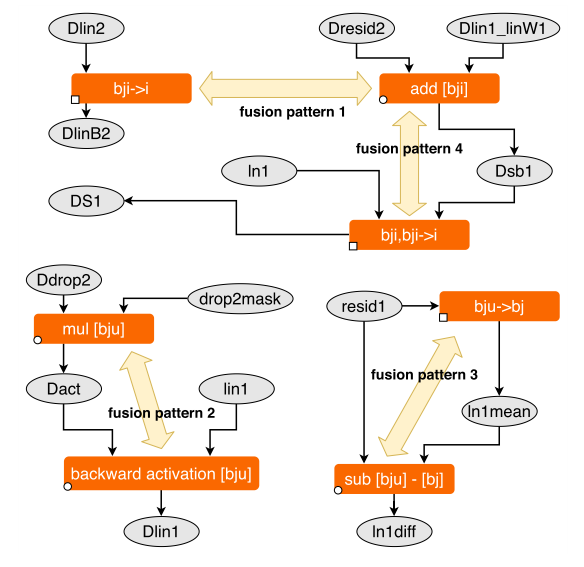 Dlin2
Dresid2
Dlin1_linW1
bji->i
add [bji]
fusion pattern 1
DlinB2
fusion pattern 4
ln1
Dsb1
DS1
bji,bji->i
Ddrop2
drop2mask
resid1
bju->bj
mul [bju]
fusion pattern 3
Dact
lin1
fusion pattern 2
ln1mean
backward activation [bju]
sub [bju] - [bj]
Dlin1
ln1diff